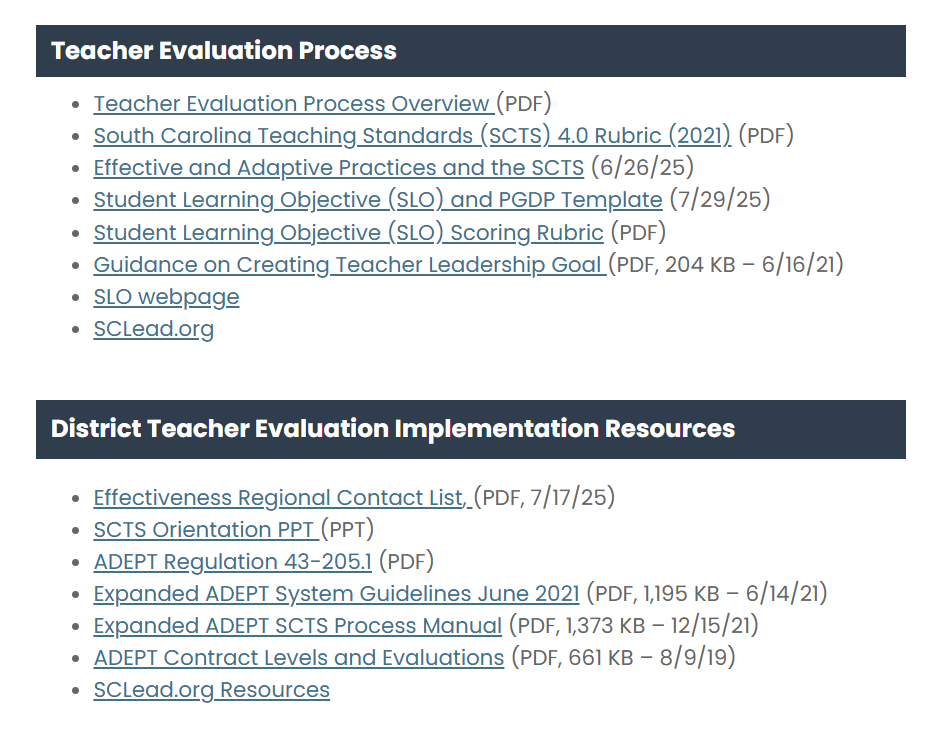 Teacher Evaluation Process
Teacher Evaluation Process Overview (PDF)
South Carolina Teaching Standards (SCTS) 4.0 Rubric (2021) (PDF)
Effective and Adaptive Practices and the SCTS (6/26/25)
Student Learning Objective (SLO) and PGDP Template (7/29/25)
Student Learning Objective (SLO) Scoring Rubric (PDF)
Guidance on Creating Teacher Leadership Goal (PDF, 204 KB – 6/16/21)
SLO webpage
SCLead.org
District Teacher Evaluation Implementation Resources
Effectiveness Regional Contact List, (PDF, 7/17/25)
SCTS Orientation PPT (PPT)
ADEPT Regulation 43-205.1 (PDF)
Expanded ADEPT System Guidelines June 2021 (PDF, 1,195 KB – 6/14/21)
Expanded ADEPT SCTS Process Manual (PDF, 1,373 KB – 12/15/21)
ADEPT Contract Levels and Evaluations (PDF, 661 KB – 8/9/19)
SCLead.org Resources